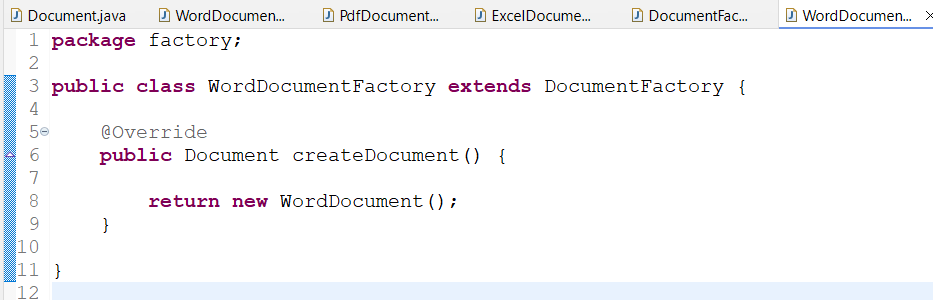 Document.java WordDocumen... PdfDocument... ExcelDocume... DocumentFac... WordDocumen...
1 package factory;
2
3 public class WordDocumentFactory extends DocumentFactory {
4
5 @Override
6 public Document createDocument() {
7
8 return new WordDocument();
9 }
10
11 }
12